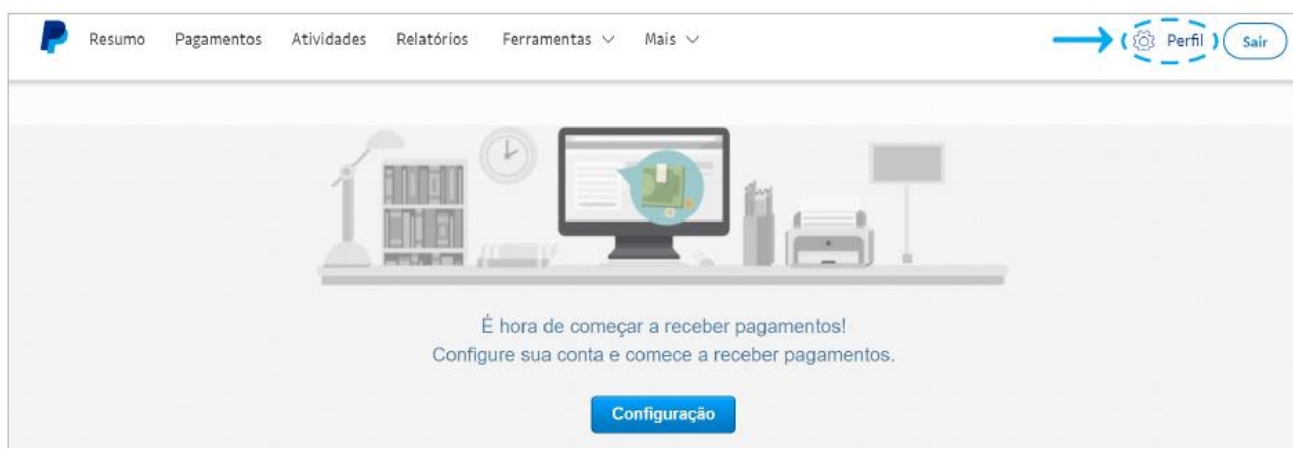 Resumo Pagamentos Atividades Relatórios Ferramentas Mais Perfil Sair
É hora de começar a receber pagamentos!
Configure sua conta e comece a receber pagamentos.
Configuração